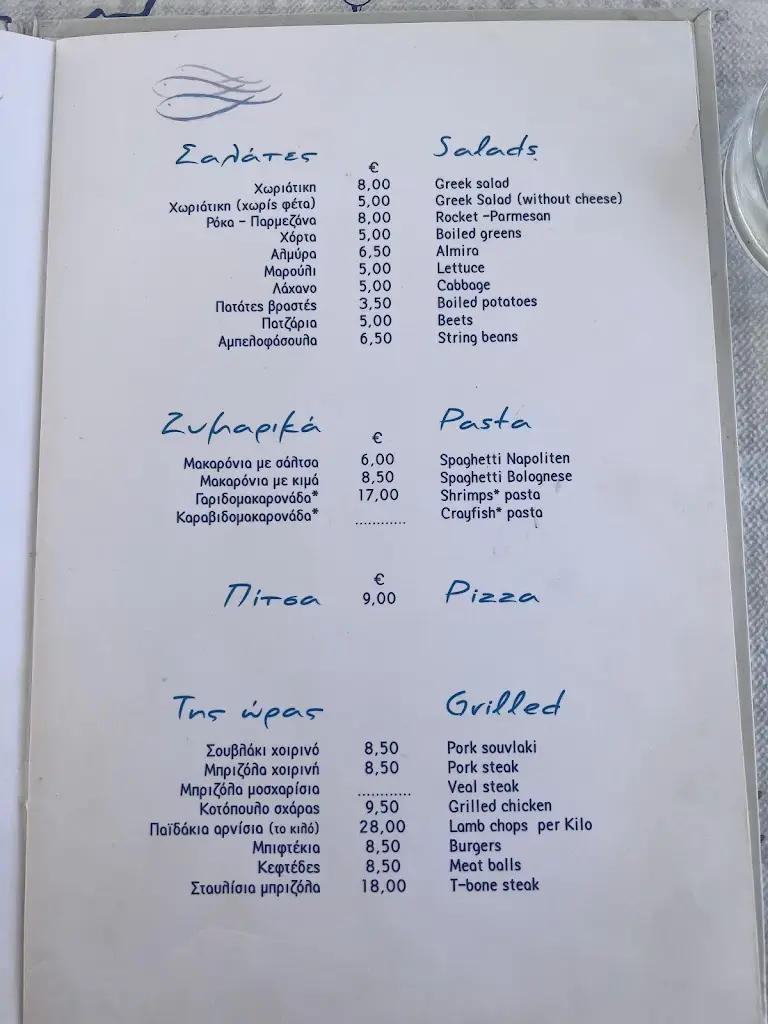 Σαλάτες € Salads
Χωριάτικη 8,00 Greek salad
Χωριάτικη (χωρίς φέτα) 5,00 Greek Salad (without cheese)
Ρόκα - Παρμεζάνα 8,00 Rocket -Parmesan
Χόρτα 5,00 Boiled greens
Αλμύρα 6,50 Almira
Μαρούλι 5,00 Lettuce
Λάχανο 5,00 Cabbage
Πατάτες βραστές 3,50 Boiled potatoes
Πατζάρια 5,00 Beets
Αμπελοφάσουλα 6,50 String beans
Ζυμαρικά € Pasta
Μακαρόνια με σάλτσα 6,00 Spaghetti Napoliten
Μακαρόνια με κιμά 8,50 Spaghetti Bolognese
Γαριδομακαρονάδα* 17,00 Shrimps* pasta
Καραβιδομακαρονάδα* ............ Crayfish* pasta
€
Πίτσα 9,00 Pizza
Της ώρας Grilled
Σουβλάκι χοιρινό 8,50 Pork souvlaki
Μπριζόλα χοιρινή 8,50 Pork steak
Μπριζόλα μοσχαρίσια ............ Veal steak
Κοτόπουλο σχάρας 9,50 Grilled chicken
Παϊδάκια αρνίσια (το κιλό) 28,00 Lamb chops per Kilo
Μπιφτέκια 8,50 Burgers
Κεφτέδες 8,50 Meat balls
Σταυλίσια μπριζόλα 18,00 T-bone steak